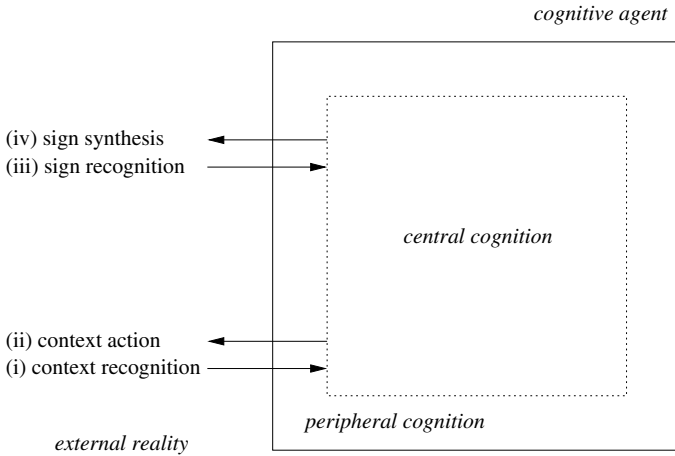 cognitive agent
(iv) sign synthesis
(iii) sign recognition
central cognition
(ii) context action
(i) context recognition
peripheral cognition
external reality